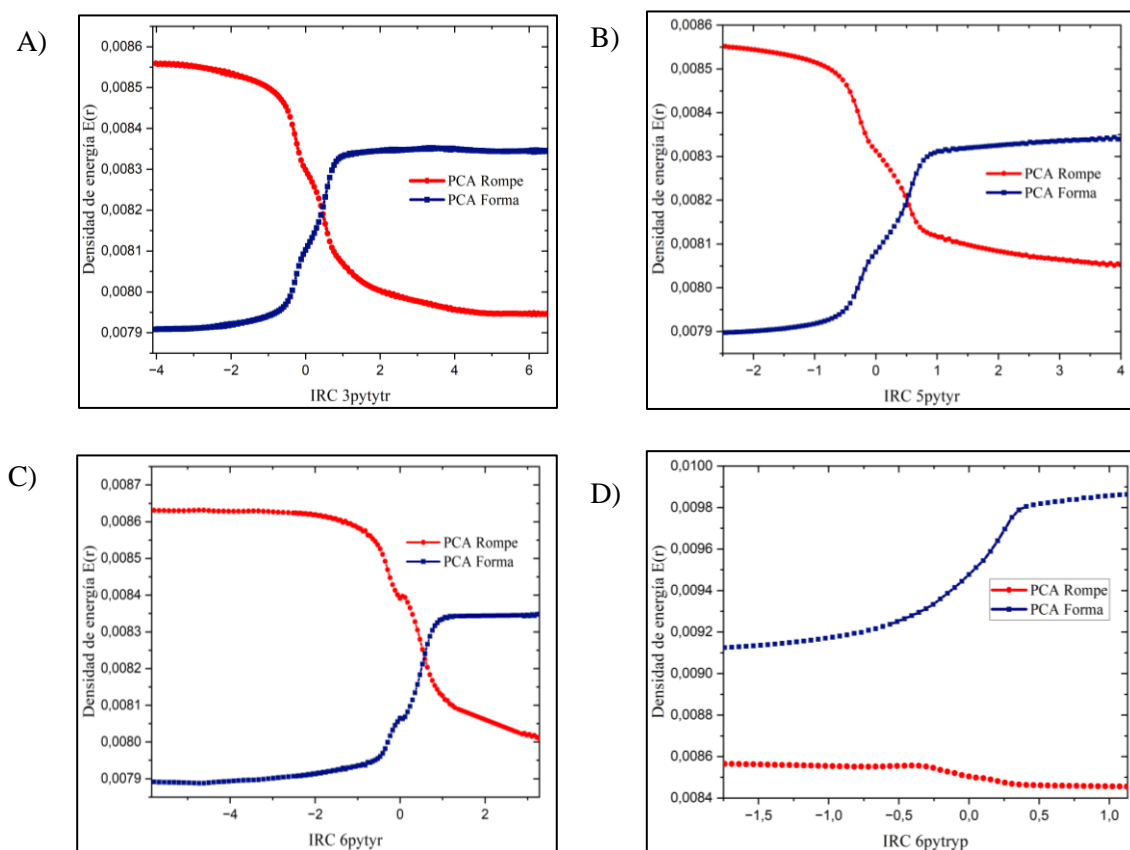 A)
0,0086
0,0085
0,0084
0,0083
0,0082
0,0081
0,0080
0,0079
Densidad de energía E(r)
PCA Rompe
PCA Forma
−4 −2 0 2 4 6
IRC 3pytytr
B)
0,0086
0,0085
0,0084
0,0083
0,0082
0,0081
0,0080
0,0079
Densidad de energía E(r)
PCA Rompe
PCA Forma
−2 −1 0 1 2 3 4
IRC 5pytyr
C)
0,0087
0,0086
0,0085
0,0084
0,0083
0,0082
0,0081
0,0080
0,0079
Densidad de energía E(r)
PCA Rompe
PCA Forma
−4 −2 0 2
IRC 6pytyr
D)
0,0100
0,0098
0,0096
0,0094
0,0092
0,0090
0,0088
0,0086
0,0084
Densidad de energía E(r)
PCA Rompe
PCA Forma
−1,5 −1,0 −0,5 0,0 0,5 1,0
IRC 6pytryp